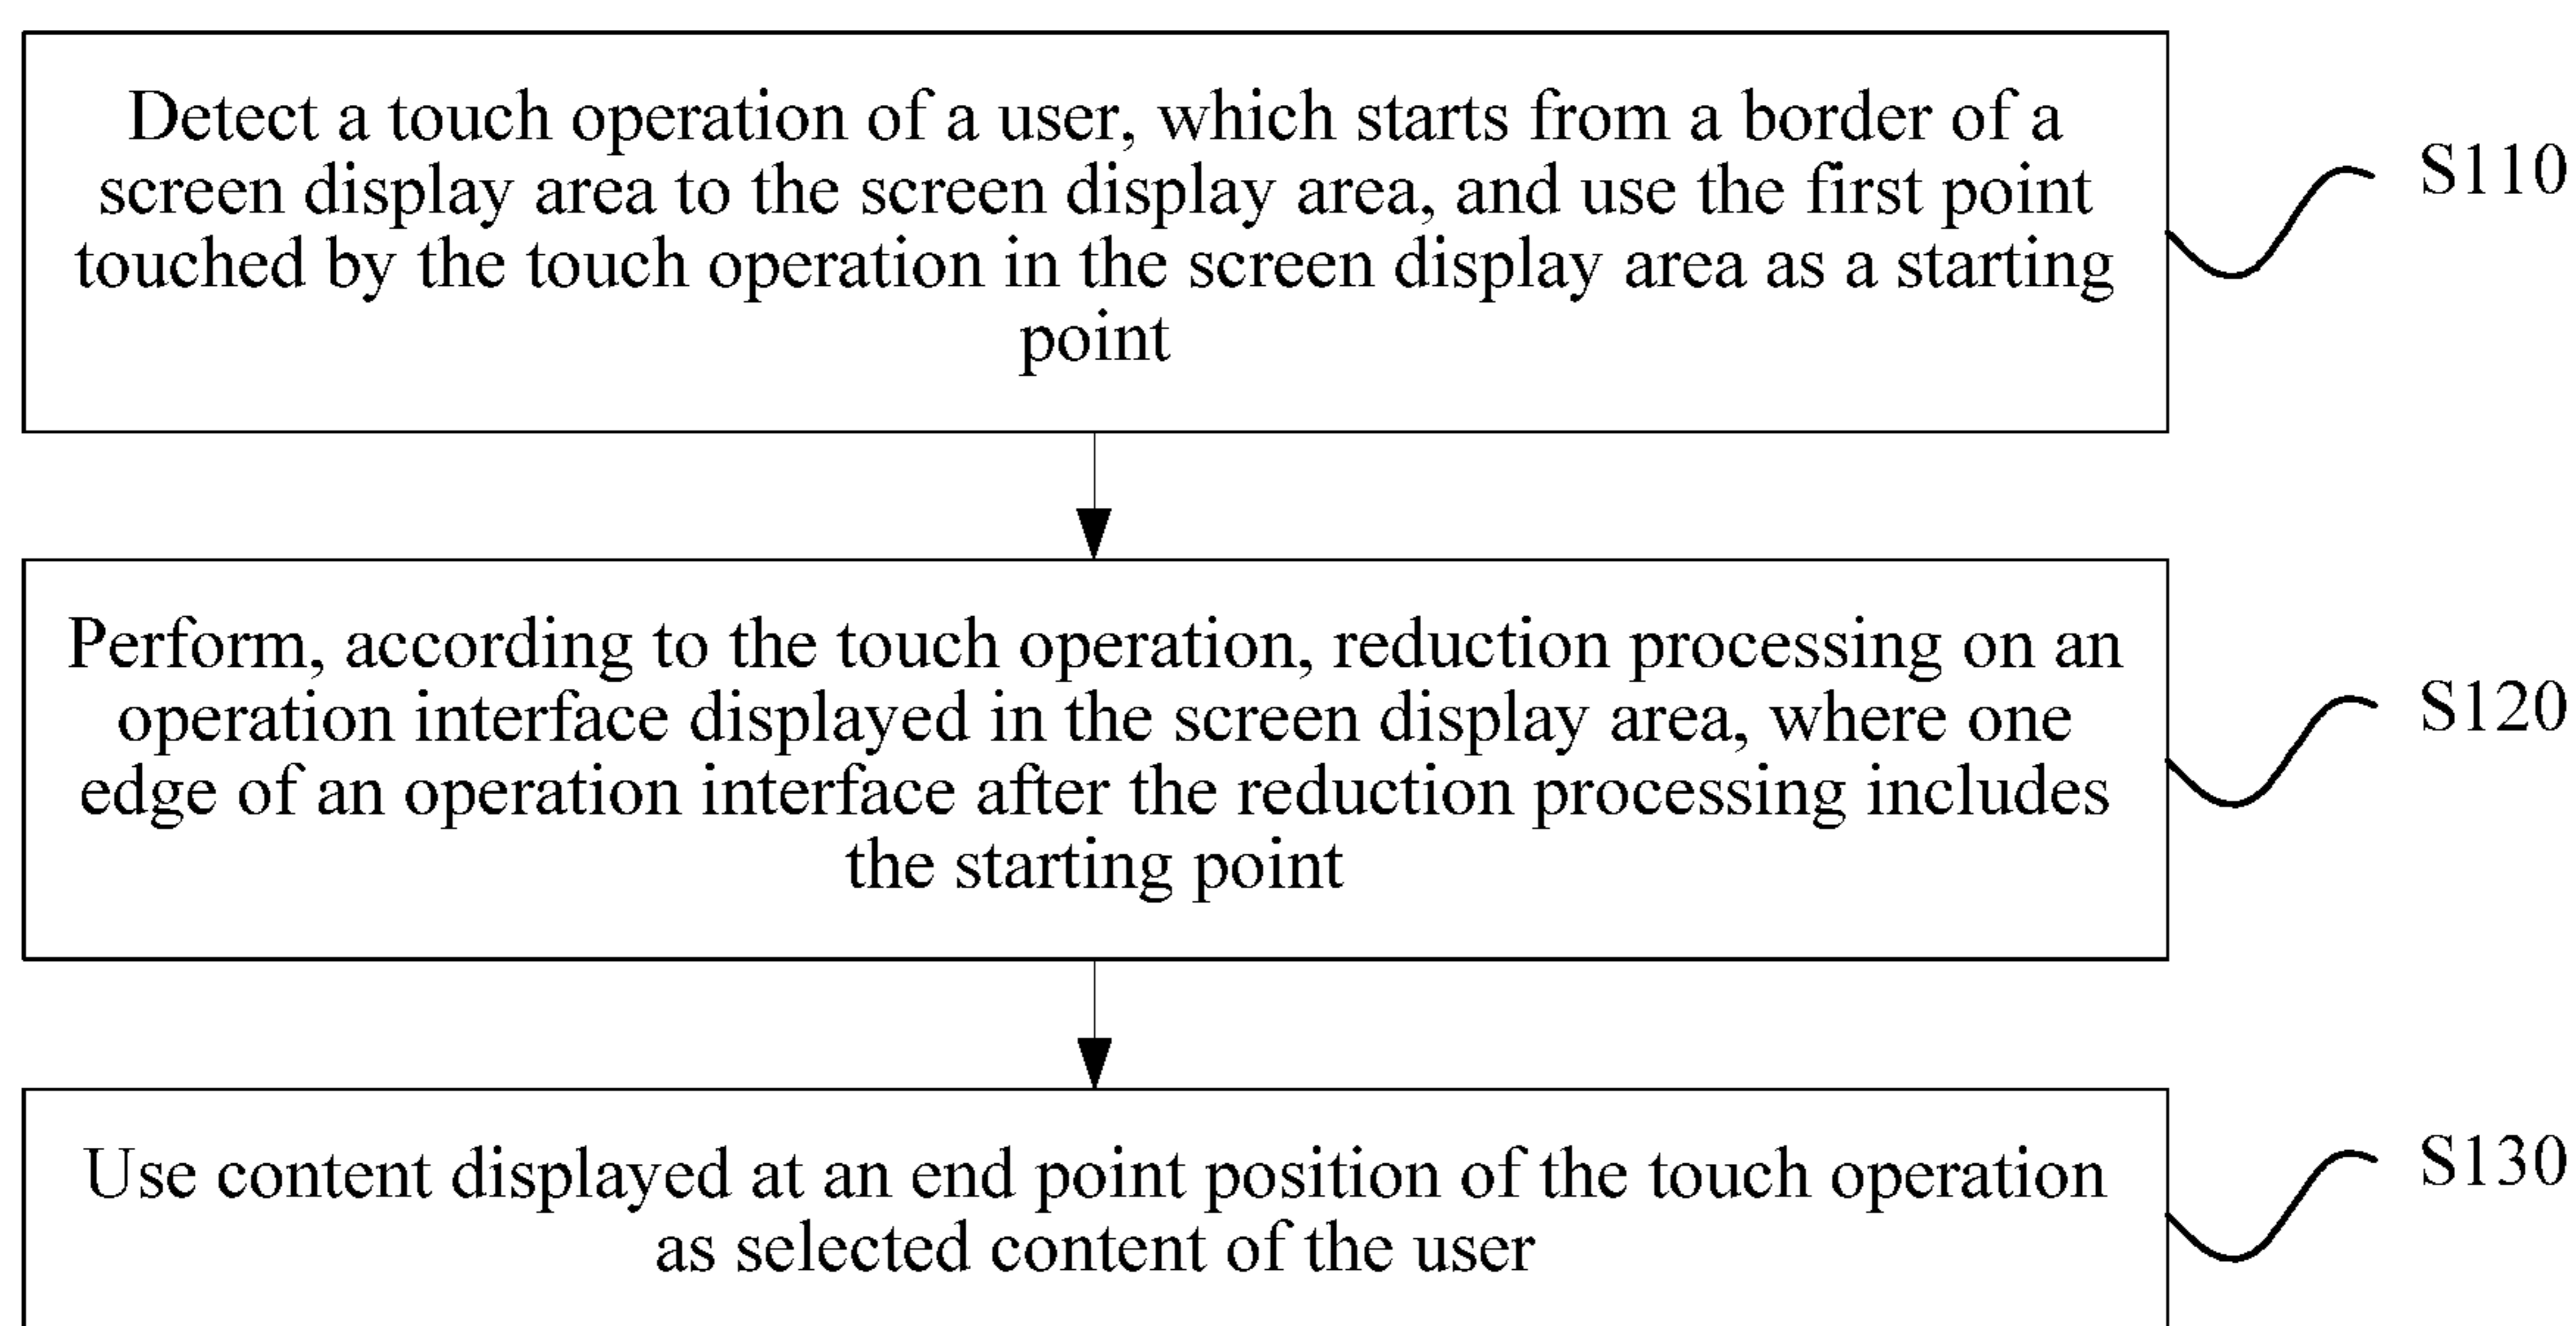 Detect a touch operation of a user, which starts from a border of a
screen display area to the screen display area, and use the first point
touched by the touch operation in the screen display area as a starting
point
S110
Perform, according to the touch operation, reduction processing on an
operation interface displayed in the screen display area, where one
edge of an operation interface after the reduction processing includes
the starting point
S120
Use content displayed at an end point position of the touch operation
as selected content of the user
S130